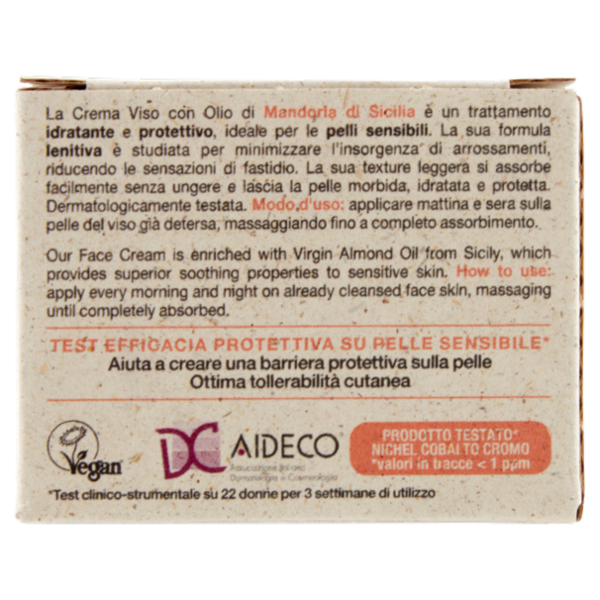 La Crema Viso con Olio di Mandorla di Sicilia è un trattamento
idratante e protettivo, ideale per le pelli sensibili. La sua formula
lenitiva è studiata per minimizzare l'insorgenza di arrossamenti,
riducendo le sensazioni di fastidio. La sua texture leggera si assorbe
facilmente senza ungere e lascia la pelle morbida, idratata e protetta.
Dermatologicamente testata. Modo d'uso: applicare mattina e sera sulla
pelle del viso già detersa, massaggiando fino a completo assorbimento.
Our Face Cream is enriched with Virgin Almond Oil from Sicily, which
provides superior soothing properties to sensitive skin. How to use:
apply every morning and night on already cleansed face skin, massaging
until completely absorbed.
TEST EFFICACIA PROTETTIVA SU PELLE SENSIBILE*
Aiuta a creare una barriera protettiva sulla pelle
Ottima tollerabilità cutanea
Vegan
DC AIDECO
Associazione Italiana
Dermatologia e Cosmetologia
PRODOTTO TESTATO*
NICHEL COBALTO CROMO
*valori in tracce < 1 ppm
*Test clinico-strumentale su 22 donne per 3 settimane di utilizzo